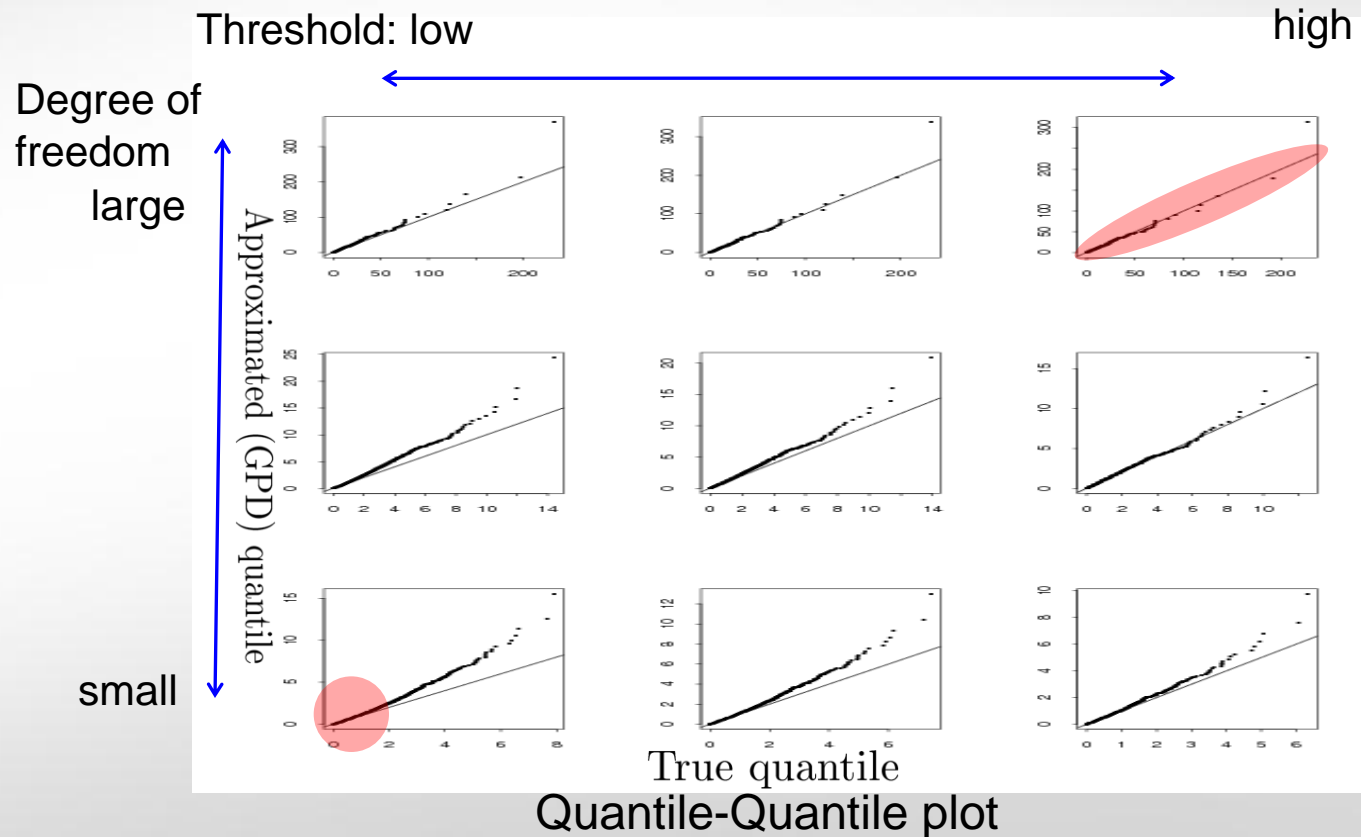 Threshold: low
high
Degree of
freedom
large
small
Approximated (GPD) quantile
0 100 200 300
0 50 100 200
0 100 200 300
0 50 100 200
0 50 100 200 300
0 50 100 150 200
0 5 10 15 20 25
0 2 4 6 8 10 14
0 5 10 15 20
0 2 4 6 8 10 14
0 5 10 15
0 2 4 6 8 10
0 5 10 15
0 2 4 6 8
0 2 4 6 8 12
0 2 4 6
0 2 4 6 8 10
0 1 2 3 4 5 6
True quantile
Quantile-Quantile plot